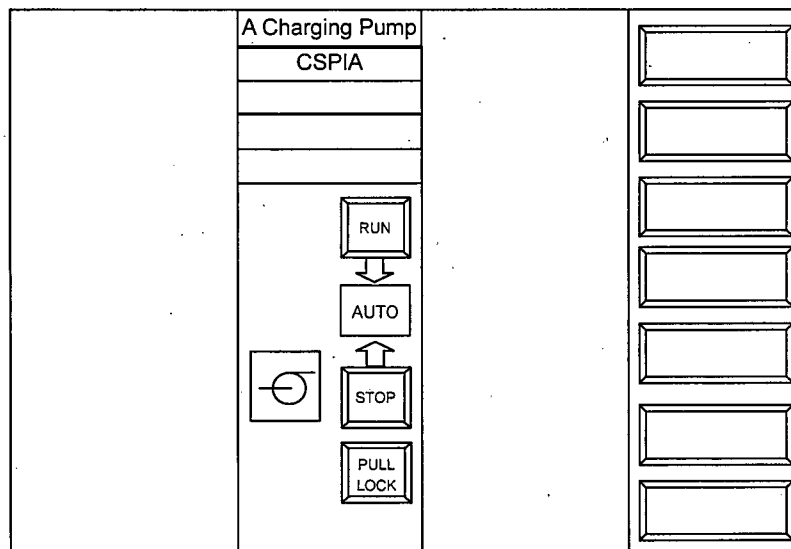 A Charging Pump
CSPIA
RUN
AUTO
STOP
PULL
LOCK